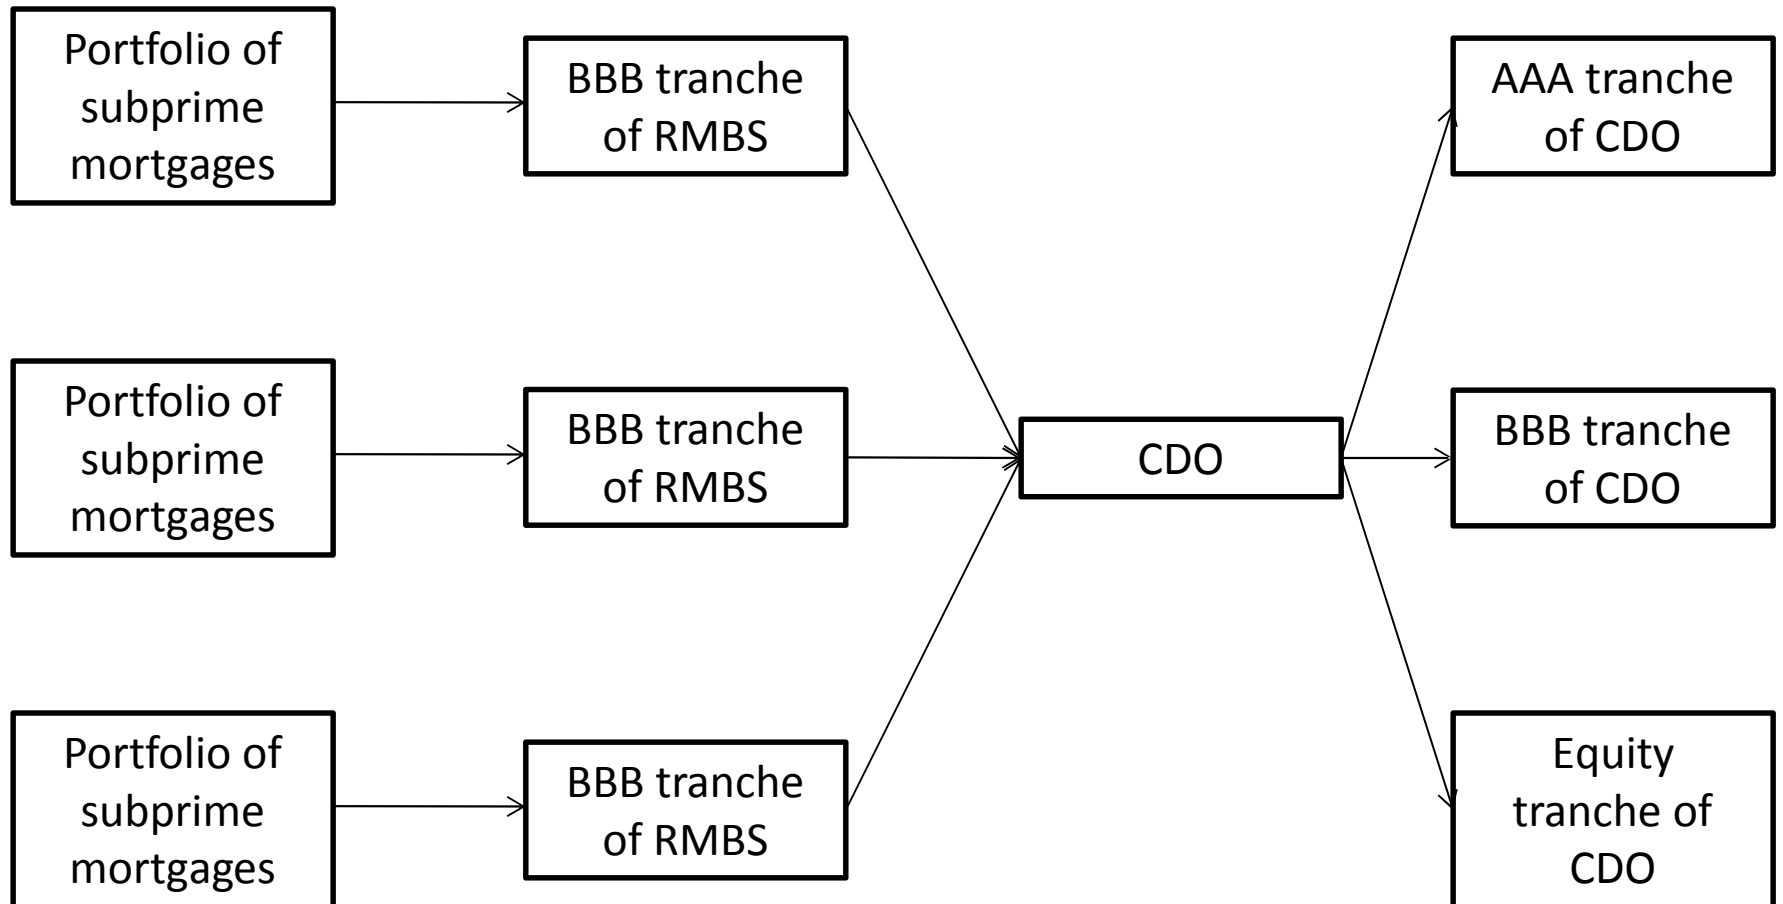 Portfolio of
subprime
mortgages
BBB tranche
of RMBS
AAA tranche
of CDO
Portfolio of
subprime
mortgages
BBB tranche
of RMBS
CDO
BBB tranche
of CDO
Portfolio of
subprime
mortgages
BBB tranche
of RMBS
Equity
tranche of
CDO